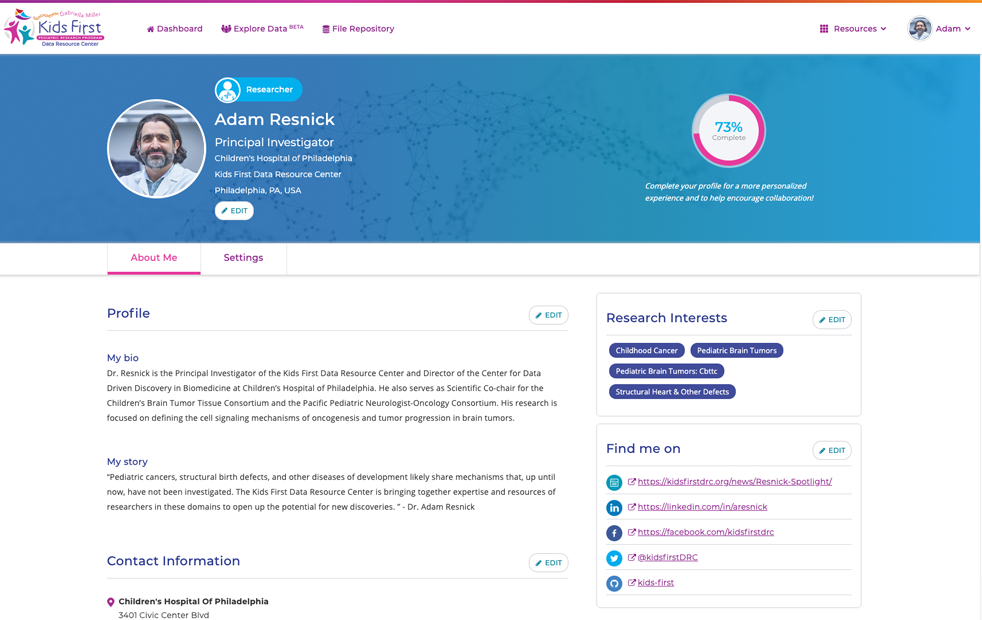 Gabriella Miller
Kids First
PEDIATRIC RESEARCH PROGRAM
Data Resource Center
Dashboard
Explore Data BETA
File Repository
Resources
Adam
Researcher
Adam Resnick
Principal Investigator
Children's Hospital of Philadelphia
Kids First Data Resource Center
Philadelphia, PA, USA
EDIT
73%
Complete
Complete your profile for a more personalized
experience and to help encourage collaboration!
About Me
Settings
Profile
EDIT
My bio
Dr. Resnick is the Principal Investigator of the Kids First Data Resource Center and Director of the Center for Data
Driven Discovery in Biomedicine at Children's Hospital of Philadelphia. He also serves as Scientific Co-chair for the
Children's Brain Tumor Tissue Consortium and the Pacific Pediatric Neurologist-Oncology Consortium. His research is
focused on defining the cell signaling mechanisms of oncogenesis and tumor progression in brain tumors.
My story
“Pediatric cancers, structural birth defects, and other diseases of development likely share mechanisms that, up until
now, have not been investigated. The Kids First Data Resource Center is bringing together expertise and resources of
researchers in these domains to open up the potential for new discoveries. ” - Dr. Adam Resnick
Contact Information
EDIT
Children's Hospital Of Philadelphia
3401 Civic Center Blvd
Research Interests
EDIT
Childhood Cancer
Pediatric Brain Tumors
Pediatric Brain Tumors: Cbttc
Structural Heart & Other Defects
Find me on
EDIT
https://kidsfirstdrc.org/news/Resnick-Spotlight/
in
https://linkedin.com/in/aresnick
f
https://facebook.com/kidsfirstdrc
@kidsfirstDRC
kids-first